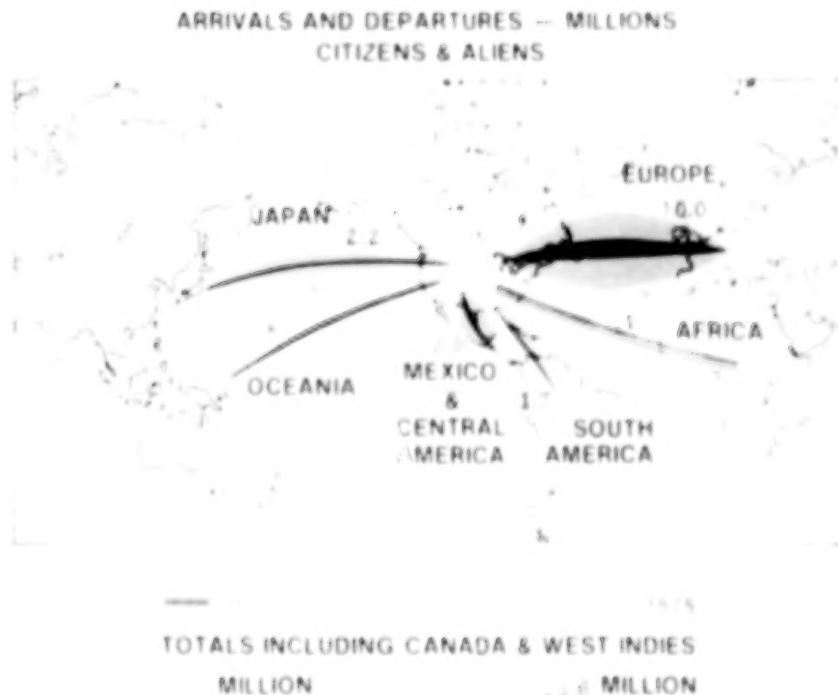 ARRIVALS AND DEPARTURES – MILLIONS
CITIZENS & ALIENS
EUROPE
10.0
JAPAN
2.2
AFRICA
OCEANIA
MEXICO
&
CENTRAL
AMERICA
SOUTH
AMERICA
TOTALS INCLUDING CANADA & WEST INDIES
MILLION
MILLION